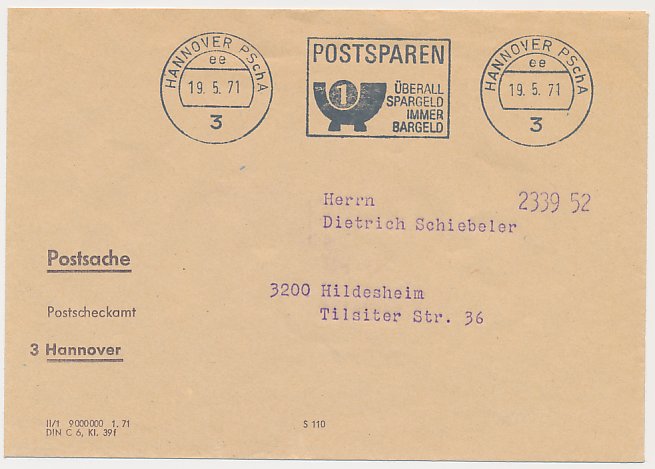 HANNOVER PSchA
ee
19. 5. 71
3
POSTSPAREN
1
ÜBERALL
SPARGELD
IMMER
BARGELD
HANNOVER PSchA
ee
19. 5. 71
3
Herrn 2339 52
Dietrich Schiebeler
3200 Hildesheim
Tilsiter Str. 36
Postsache
Postscheckamt
3 Hannover
II/1 9000000 1. 71
DIN C 6, Kl. 39f
S 110